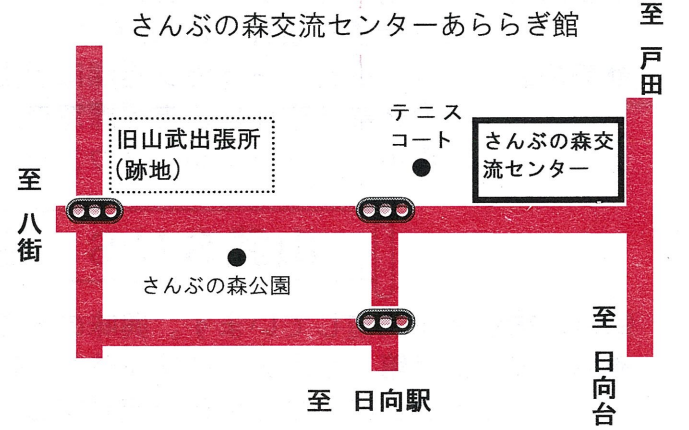 さんぶの森交流センターあららぎ館
至 戸田
テニス
コート
旧山武出張所
(跡地)
さんぶの森交
流センター
至 八街
さんぶの森公園
至 日向台
至 日向駅